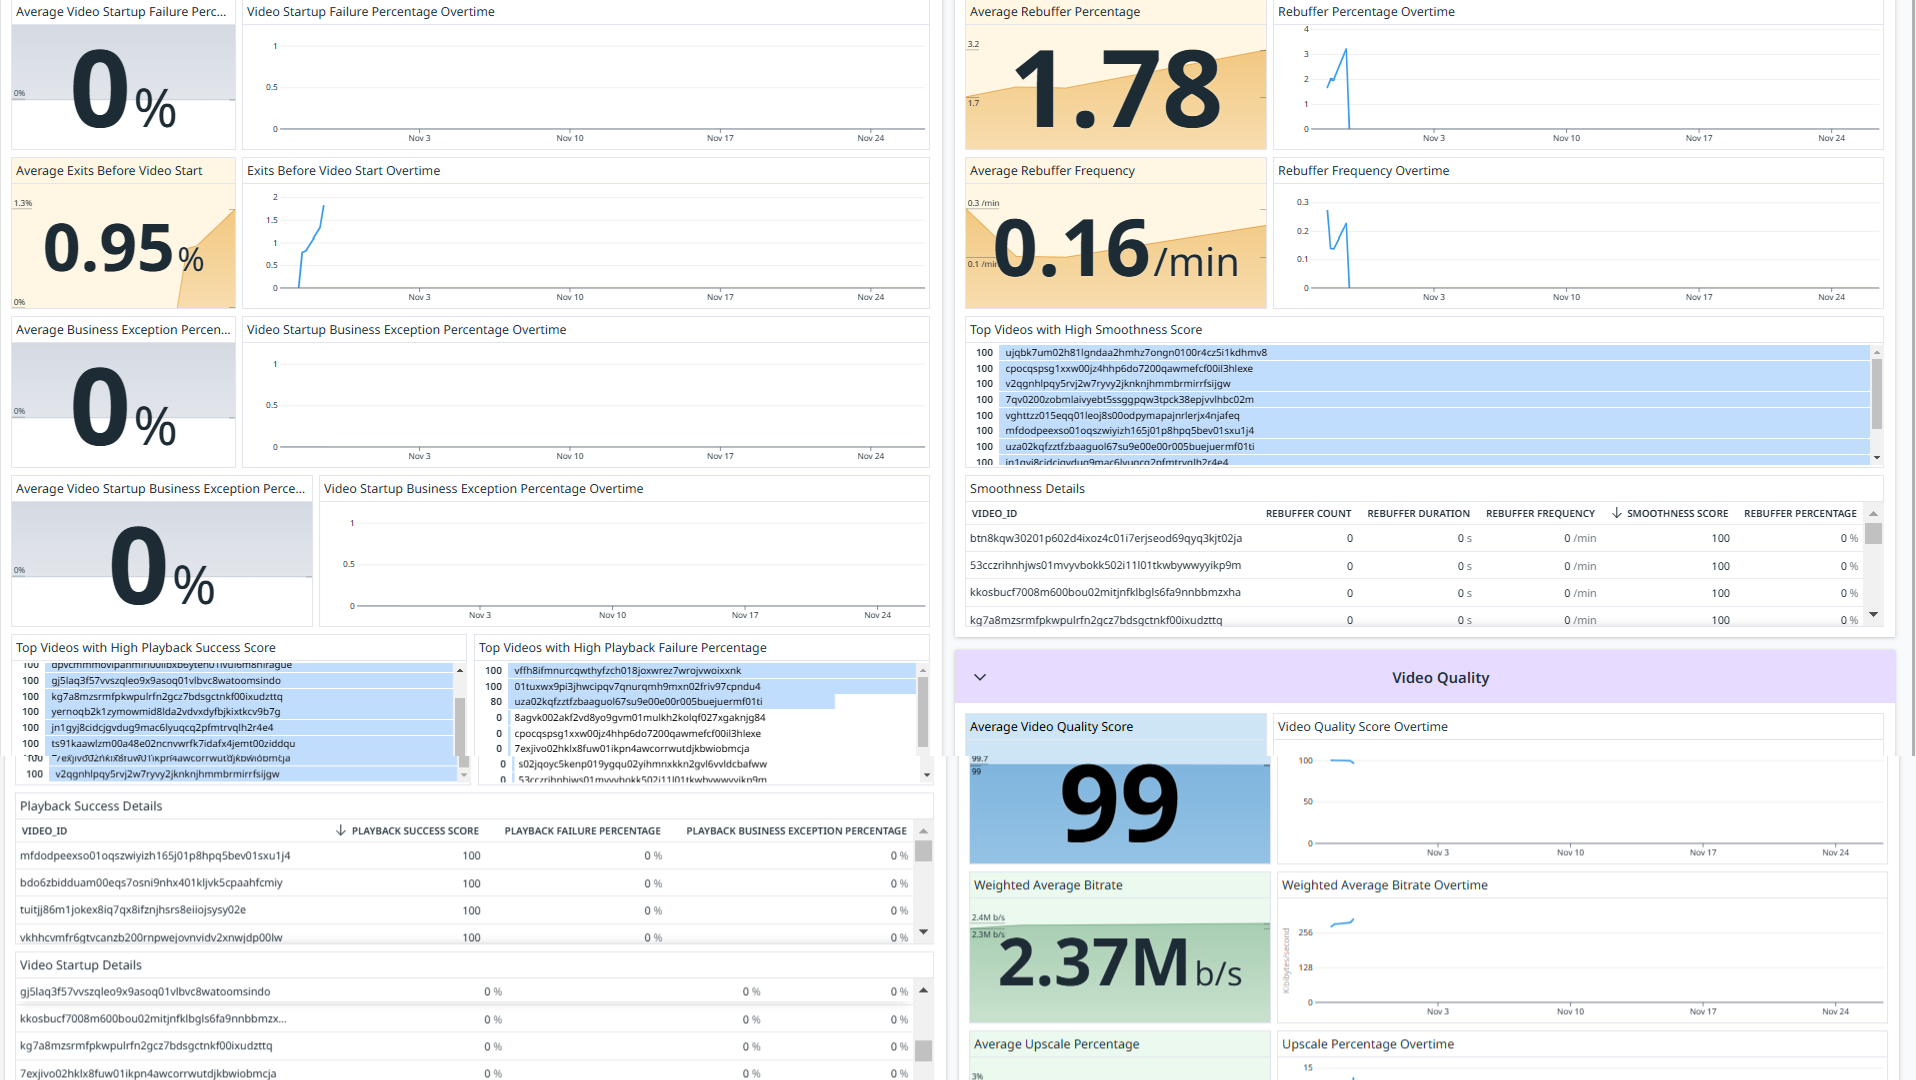 Average Video Startup Failure Perc...
0%
0%
Video Startup Failure Percentage Overtime
1
0.5
0
Nov 3 Nov 10 Nov 17 Nov 24
Average Exits Before Video Start
1.3%
0.95%
0%
Exits Before Video Start Overtime
2
1.5
1
0.5
0
Nov 3 Nov 10 Nov 17 Nov 24
Average Business Exception Percen...
0%
0%
Video Startup Business Exception Percentage Overtime
1
0.5
0
Nov 3 Nov 10 Nov 17 Nov 24
Average Video Startup Business Exception Perce...
0%
0%
Video Startup Business Exception Percentage Overtime
1
0.5
0
Nov 3 Nov 10 Nov 17 Nov 24
Top Videos with High Playback Success Score
100
100 gj5laq3f57vvszqleo9x9asoq01vlbvc8watoomsindo
100 kg7a8mzsrmfpkwpulrfn2gcz7bdsgctnkf00ixudzttq
100 yernoqb2k1zymowmid8lda2vdvxdyfbjkixtkcv9b7g
100 jn1gyj8cidcjgvdug9mac6lyuqcq2pfmtrvqlh2r4e4
100 ts91kaawlzm00a48e02ncnvwrfk7idafx4jemt00ziddqu
100 7exjivo02hklx8fuw01ikpn4awcorrwutdjkbwiobmcja
100 v2qgnhlpqy5rvj2w7ryvy2jknknjhmmbrmirrfsijgw
Top Videos with High Playback Failure Percentage
100 vffh8ifmnurcqwthyfzch018joxwrez7wrojvwoixxnk
100 01tuxwx9pi3jhwcipqv7qnurqmh9mxn02friv97cpndu4
80 uza02kqfzztfzbaaguol67su9e00e00r005buejuermf01ti
0 8agvk002akf2vd8yo9gvm01mulkh2kolqf027xgaknjg84
0 cpocqspsg1xxw00jz4hhp6do7200qawmefcf00il3hlexe
0 7exjivo02hklx8fuw01ikpn4awcorrwutdjkbwiobmcja
0 s02jqoyc5kenp019ygqu02yihmnxkkn2gvl6vvldcbafww
0 53cczrihnhjws01mvyvbokk502i11l01tkwbywwyyikp9m
Playback Success Details
VIDEO_ID PLAYBACK SUCCESS SCORE PLAYBACK FAILURE PERCENTAGE PLAYBACK BUSINESS EXCEPTION PERCENTAGE
mfdodpeexso01oqszwiyizh165j01p8hpq5bev01sxu1j4 100 0 % 0 %
bdo6zbidduam00eqs7osni9nhx401kljvk5cpaahfcmiy 100 0 % 0 %
tuitjj86m1jokex8iq7qx8ifznjhsrs8eiiojsysy02e 100 0 % 0 %
vkhhcvmfr6gtvcanzb200rnpwejovnvidv2xnwjdp00lw 100 0 % 0 %
Video Startup Details
gj5laq3f57vvszqleo9x9asoq01vlbvc8watoomsindo 0 % 0 % 0 %
kkosbucf7008m600bou02mitjnfklbgls6fa9nnbbmzx... 0 % 0 % 0 %
kg7a8mzsrmfpkwpulrfn2gcz7bdsgctnkf00ixudzttq 0 % 0 % 0 %
7exjivo02hklx8fuw01ikpn4awcorrwutdjkbwiobmcja 0 % 0 % 0 %
Average Rebuffer Percentage
3.2
1.78
1.7
Rebuffer Percentage Overtime
4
3
2
1
0
Nov 3 Nov 10 Nov 17 Nov 24
Average Rebuffer Frequency
0.3 /min
0.16/min
0.1 /min
Rebuffer Frequency Overtime
0.3
0.2
0.1
0
Nov 3 Nov 10 Nov 17 Nov 24
Top Videos with High Smoothness Score
100 ujqbk7um02h81lgndaa2hmhz7ongn0100r4cz5i1kdhmv8
100 cpocqspsg1xxw00jz4hhp6do7200qawmefcf00il3hlexe
100 v2qgnhlpqy5rvj2w7ryvy2jknknjhmmbrmirrfsijgw
100 7qv0200zobmlaivyebt5ssggpqw3tpck38epjvvlhbc02m
100 vghttzz015eqq01leoj8s00odpymapajnrlerjx4njafeq
100 mfdodpeexso01oqszwiyizh165j01p8hpq5bev01sxu1j4
100 uza02kqfzztfzbaaguol67su9e00e00r005buejuermf01ti
100 jn1gyj8cidcjgvdug9mac6lyuqcq2pfmtrvqlh2r4e4
Smoothness Details
VIDEO_ID REBUFFER COUNT REBUFFER DURATION REBUFFER FREQUENCY SMOOTHNESS SCORE REBUFFER PERCENTAGE
btn8kqw30201p602d4ixoz4c01i7erjseod69qyq3kjt02ja 0 0 s 0 /min 100 0 %
53cczrihnhjws01mvyvbokk502i11l01tkwbywwyyikp9m 0 0 s 0 /min 100 0 %
kkosbucf7008m600bou02mitjnfklbgls6fa9nnbbmzxha 0 0 s 0 /min 100 0 %
kg7a8mzsrmfpkwpulrfn2gcz7bdsgctnkf00ixudzttq 0 0 s 0 /min 100 0 %
Video Quality
Average Video Quality Score
99.7
99
99
Video Quality Score Overtime
100
50
0
Nov 3 Nov 10 Nov 17 Nov 24
Weighted Average Bitrate
2.4M b/s
2.3M b/s
2.37M b/s
Weighted Average Bitrate Overtime
Kibibytes/second
256
128
0
Nov 3 Nov 10 Nov 17 Nov 24
Average Upscale Percentage
3%
Upscale Percentage Overtime
15